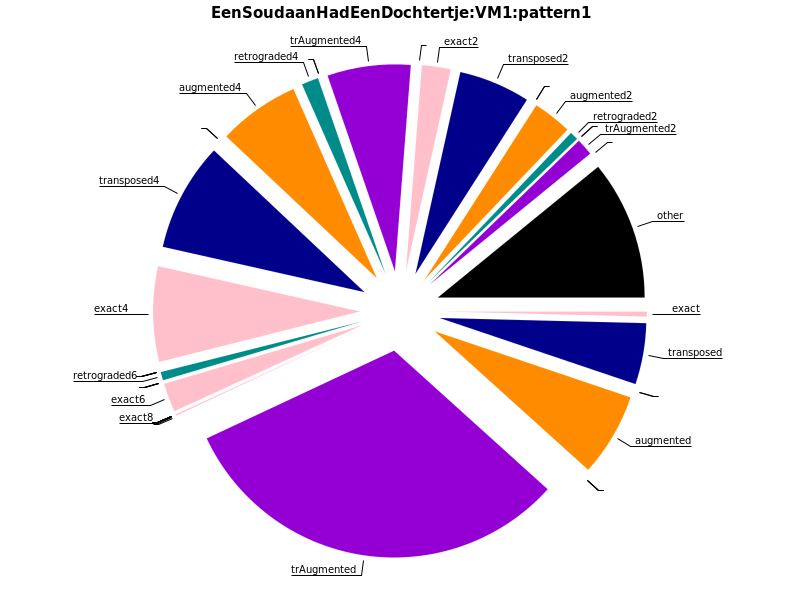 EenSoudaanHadEenDochtertje:VM1:pattern1
trAugmented4
exact2
retrograded4
transposed2
augmented4
augmented2
retrograded2
trAugmented2
transposed4
other
exact4
exact
transposed
retrograded6
exact6
exact8
augmented
trAugmented